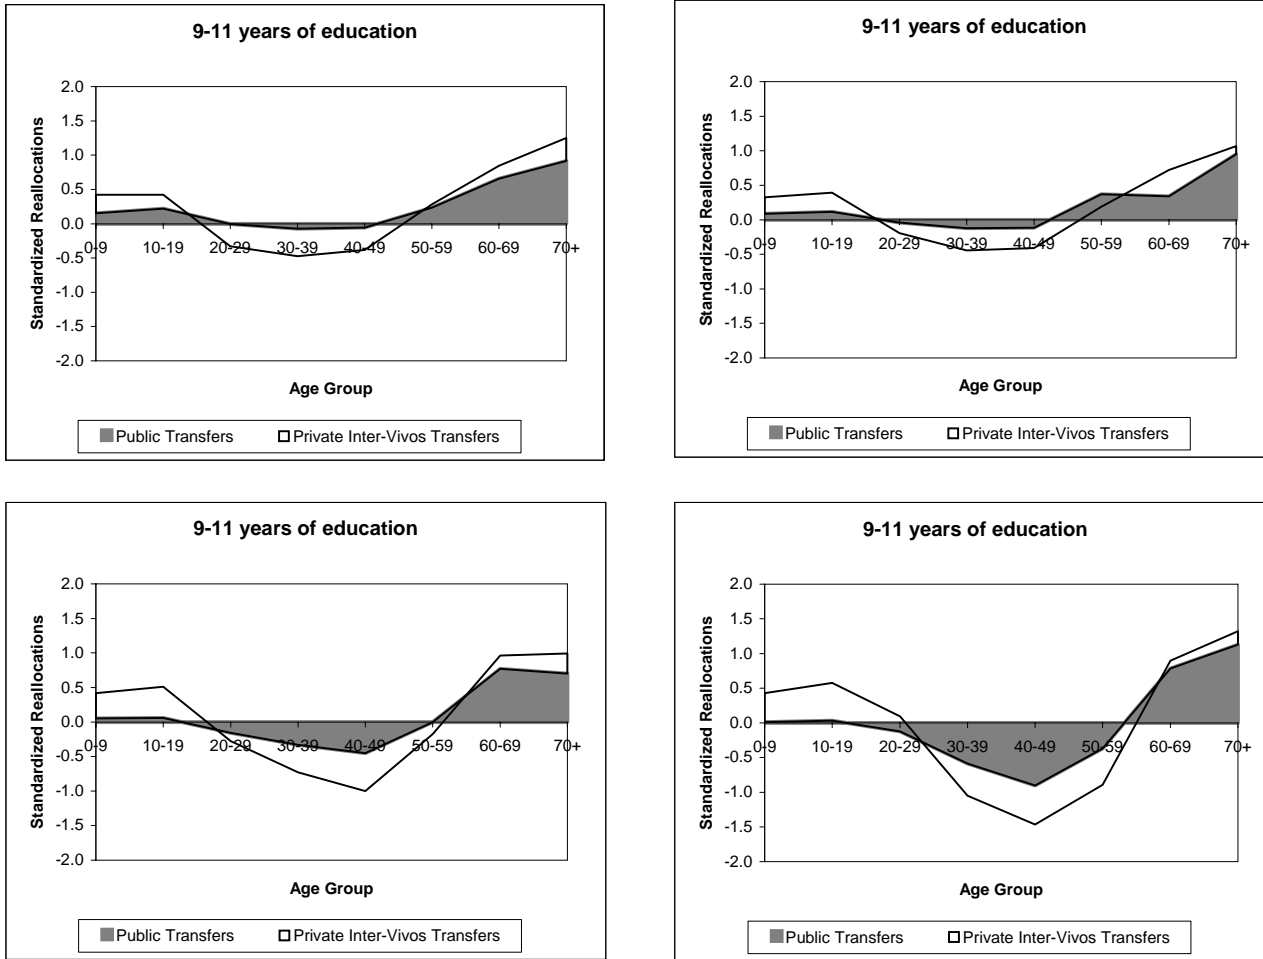 9-11 years of education
Standardized Reallocations
2.0
1.5
1.0
0.5
0.0
-0.5
-1.0
-1.5
-2.0
0-9 10-19 20-29 30-39 40-49 50-59 60-69 70+
Age Group
Public Transfers Private Inter-Vivos Transfers
9-11 years of education
Standardized Reallocations
2.0
1.5
1.0
0.5
0.0
-0.5
-1.0
-1.5
-2.0
0-9 10-19 20-29 30-39 40-49 50-59 60-69 70+
Age Group
Public Transfers Private Inter-Vivos Transfers
9-11 years of education
Standardized Reallocations
2.0
1.5
1.0
0.5
0.0
-0.5
-1.0
-1.5
-2.0
0-9 10-19 20-29 30-39 40-49 50-59 60-69 70+
Age Group
Public Transfers Private Inter-Vivos Transfers
9-11 years of education
Standardized Reallocations
2.0
1.5
1.0
0.5
0.0
-0.5
-1.0
-1.5
-2.0
0-9 10-19 20-29 30-39 40-49 50-59 60-69 70+
Age Group
Public Transfers Private Inter-Vivos Transfers